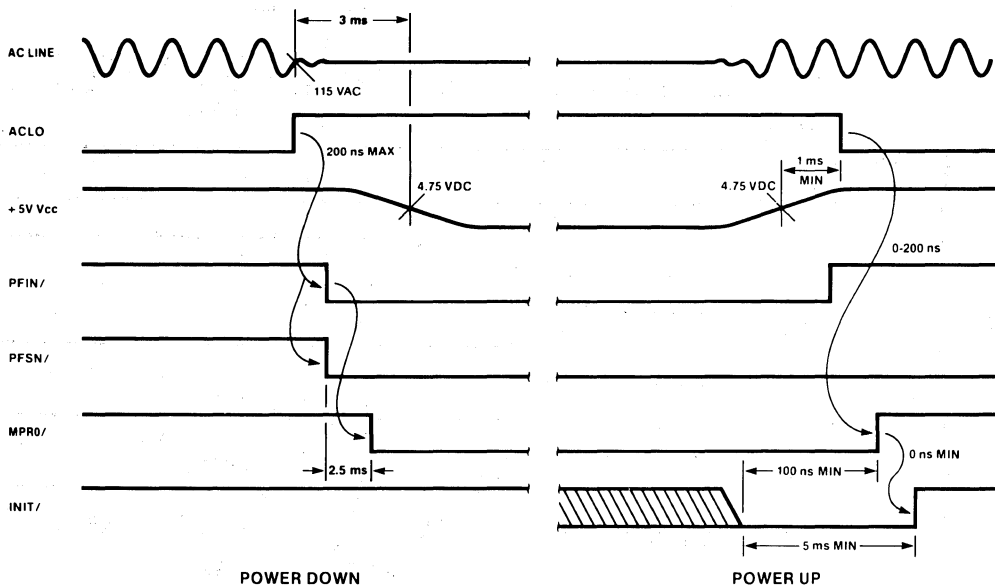 3 ms
AC LINE
115 VAC
ACLO
200 ns MAX
1 ms
MIN
4.75 VDC
4.75 VDC
+ 5V Vcc
0-200 ns
PFIN/
PFSN/
MPR0/
0 ns MIN
2.5 ms
100 ns MIN
INIT/
5 ms MIN
POWER DOWN
POWER UP